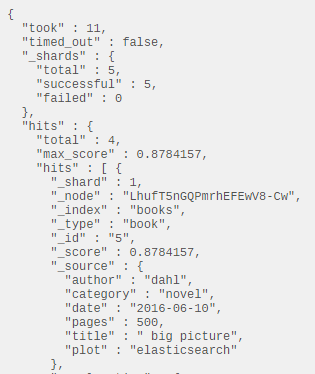 {
  "took" : 11,
  "timed_out" : false,
  "_shards" : {
    "total" : 5,
    "successful" : 5,
    "failed" : 0
  },
  "hits" : {
    "total" : 4,
    "max_score" : 0.8784157,
    "hits" : [ {
      "_shard" : 1,
      "_node" : "LhufT5nGQPmrhEFEwV8-Cw",
      "_index" : "books",
      "_type" : "book",
      "_id" : "5",
      "_score" : 0.8784157,
      "_source" : {
        "author" : "dahl",
        "category" : "novel",
        "date" : "2016-06-10",
        "pages" : 500,
        "title" : " big picture",
        "plot" : "elasticsearch"
      },